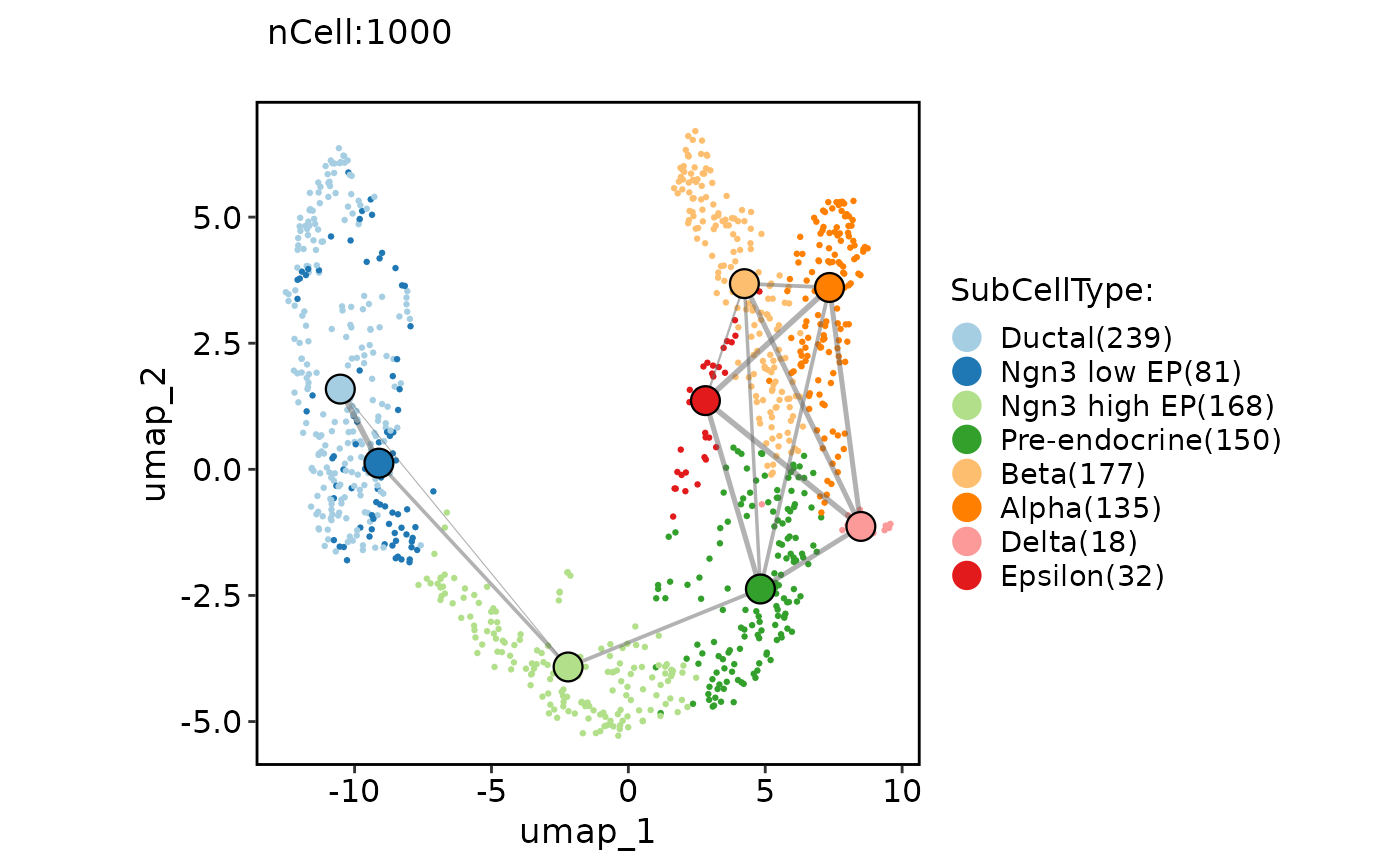 nCell:1000
5.0
2.5
0.0
-2.5
-5.0
umap_2
-10
-5
0
5
10
umap_1
SubCellType:
Ductal(239)
Ngn3 low EP(81)
Ngn3 high EP(168)
Pre-endocrine(150)
Beta(177)
Alpha(135)
Delta(18)
Epsilon(32)